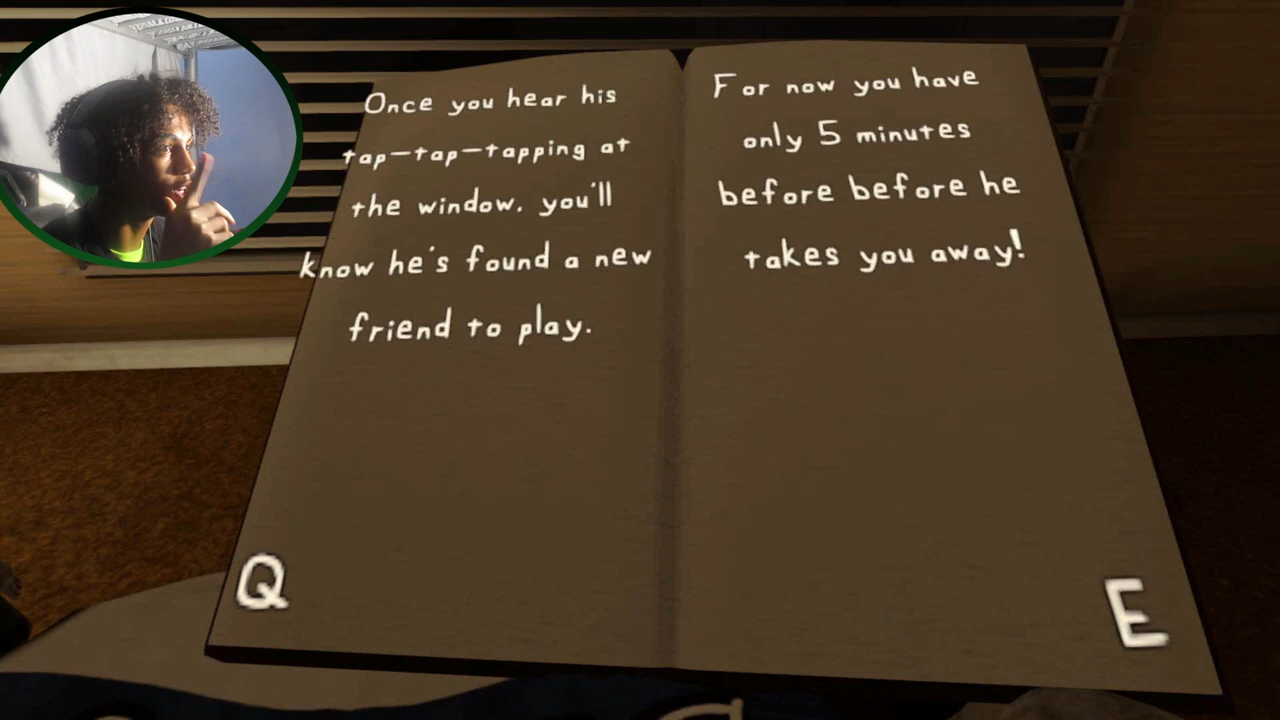 Once you hear his
tap-tap-tapping at
the window, you'll
know he's found a new
friend to play.
For now you have
only 5 minutes
before before he
takes you away!
Q
E